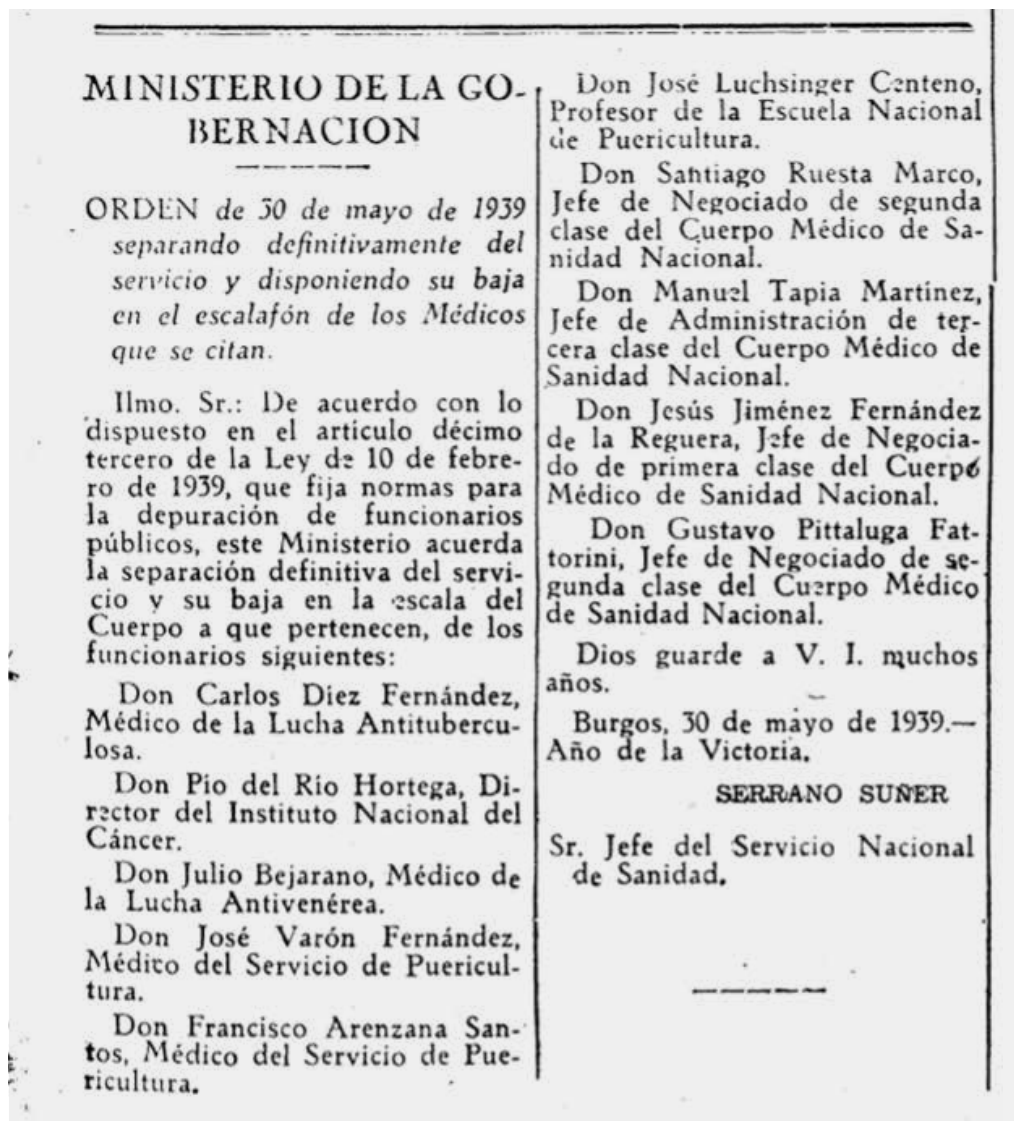 MINISTERIO DE LA GO-
BERNACION
ORDEN de 30 de mayo de 1939
separando definitivamente del
servicio y disponiendo su baja
en el escalafón de los Médicos
que se citan.
Ilmo. Sr.: De acuerdo con lo
dispuesto en el artículo décimo
tercero de la Ley de 10 de febre-
ro de 1939, que fija normas para
la depuración de funcionarios
públicos, este Ministerio acuerda
la separación definitiva del servi-
cio y su baja en la escala del
Cuerpo a que pertenecen, de los
funcionarios siguientes:
Don Carlos Díez Fernández,
Médico de la Lucha Antitubercu-
losa.
Don Pio del Río Hortega, Di-
rector del Instituto Nacional del
Cáncer.
Don Julio Bejarano, Médico de
la Lucha Antivenérea.
Don José Varón Fernández,
Médico del Servicio de Puericul-
tura.
Don Francisco Arenzana San-
tos, Médico del Servicio de Pue-
ricultura.
Don José Luchsinger Centeno,
Profesor de la Escuela Nacional
de Puericultura.
Don Santiago Ruesta Marco,
Jefe de Negociado de segunda
clase del Cuerpo Médico de Sa-
nidad Nacional.
Don Manuel Tapia Martínez,
Jefe de Administración de ter-
cera clase del Cuerpo Médico de
Sanidad Nacional.
Don Jesús Jiménez Fernández
de la Reguera, Jefe de Negocia-
do de primera clase del Cuerpo
Médico de Sanidad Nacional.
Don Gustavo Pittaluga Fat-
torini, Jefe de Negociado de se-
gunda clase del Cuerpo Médico
de Sanidad Nacional.
Dios guarde a V. I. muchos
años.
Burgos, 30 de mayo de 1939.—
Año de la Victoria.
SERRANO SUÑER
Sr. Jefe del Servicio Nacional
de Sanidad.